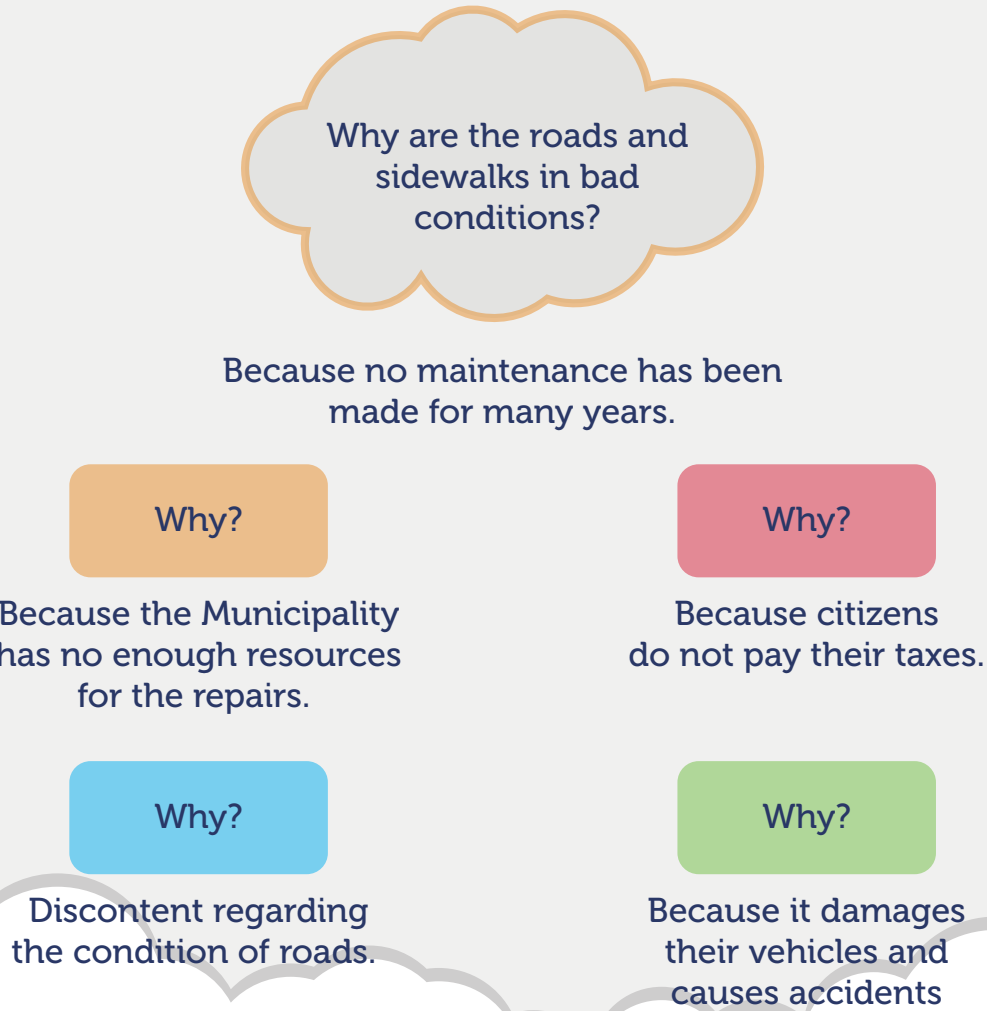 Why are the roads and
sidewalks in bad
conditions?
Because no maintenance has been
made for many years.
Why?
Because the Municipality
has no enough resources
for the repairs.
Why?
Because citizens
do not pay their taxes.
Why?
Discontent regarding
the condition of roads.
Why?
Because it damages
their vehicles and
causes accidents